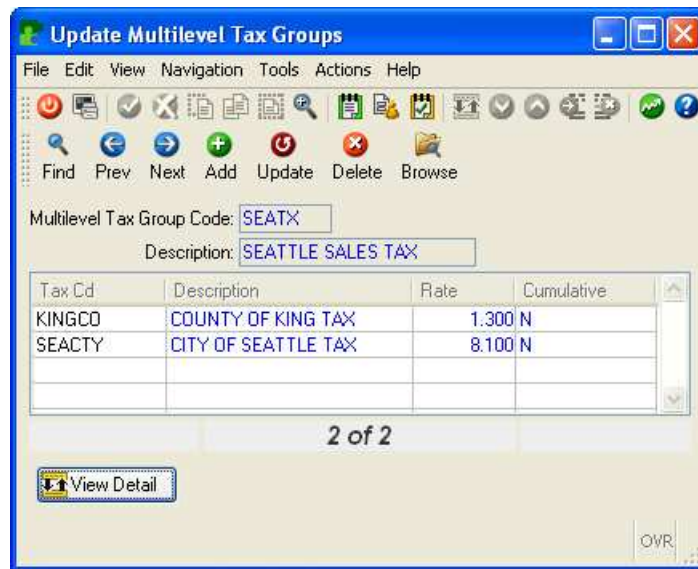 Update Multilevel Tax Groups
File Edit View Navigation Tools Actions Help
Find Prev Next Add Update Delete Browse
Multilevel Tax Group Code: SEATX
Description: SEATTLE SALES TAX
Tax Cd Description Rate Cumulative
KINGCO COUNTY OF KING TAX 1.300 N
SEACTY CITY OF SEATTLE TAX 8.100 N
2 of 2
View Detail
OVR